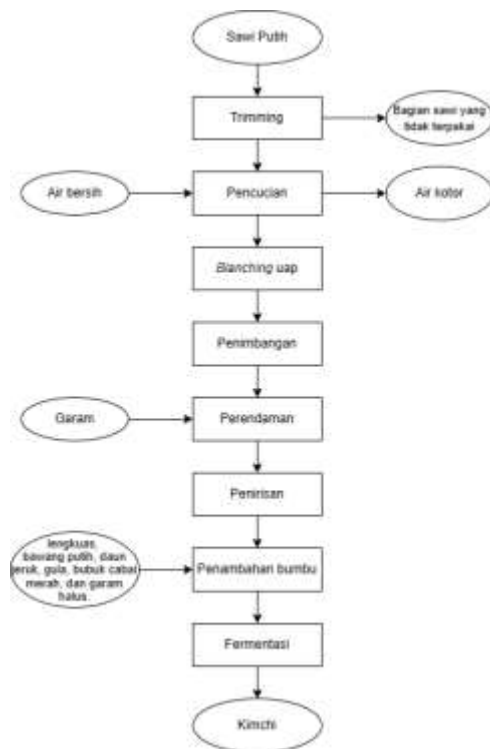 Sawi Putih
Trimming
Bagian sawi yang
tidak terpakai
Air bersih
Pencucian
Air kotor
Blanching uap
Penimbangan
Garam
Perendaman
Penirisan
lengkuas,
bawang putih, daun
jeruk, gula, bubuk cabai
merah, dan garam
halus.
Penambahan bumbu
Fermentasi
Kimchi